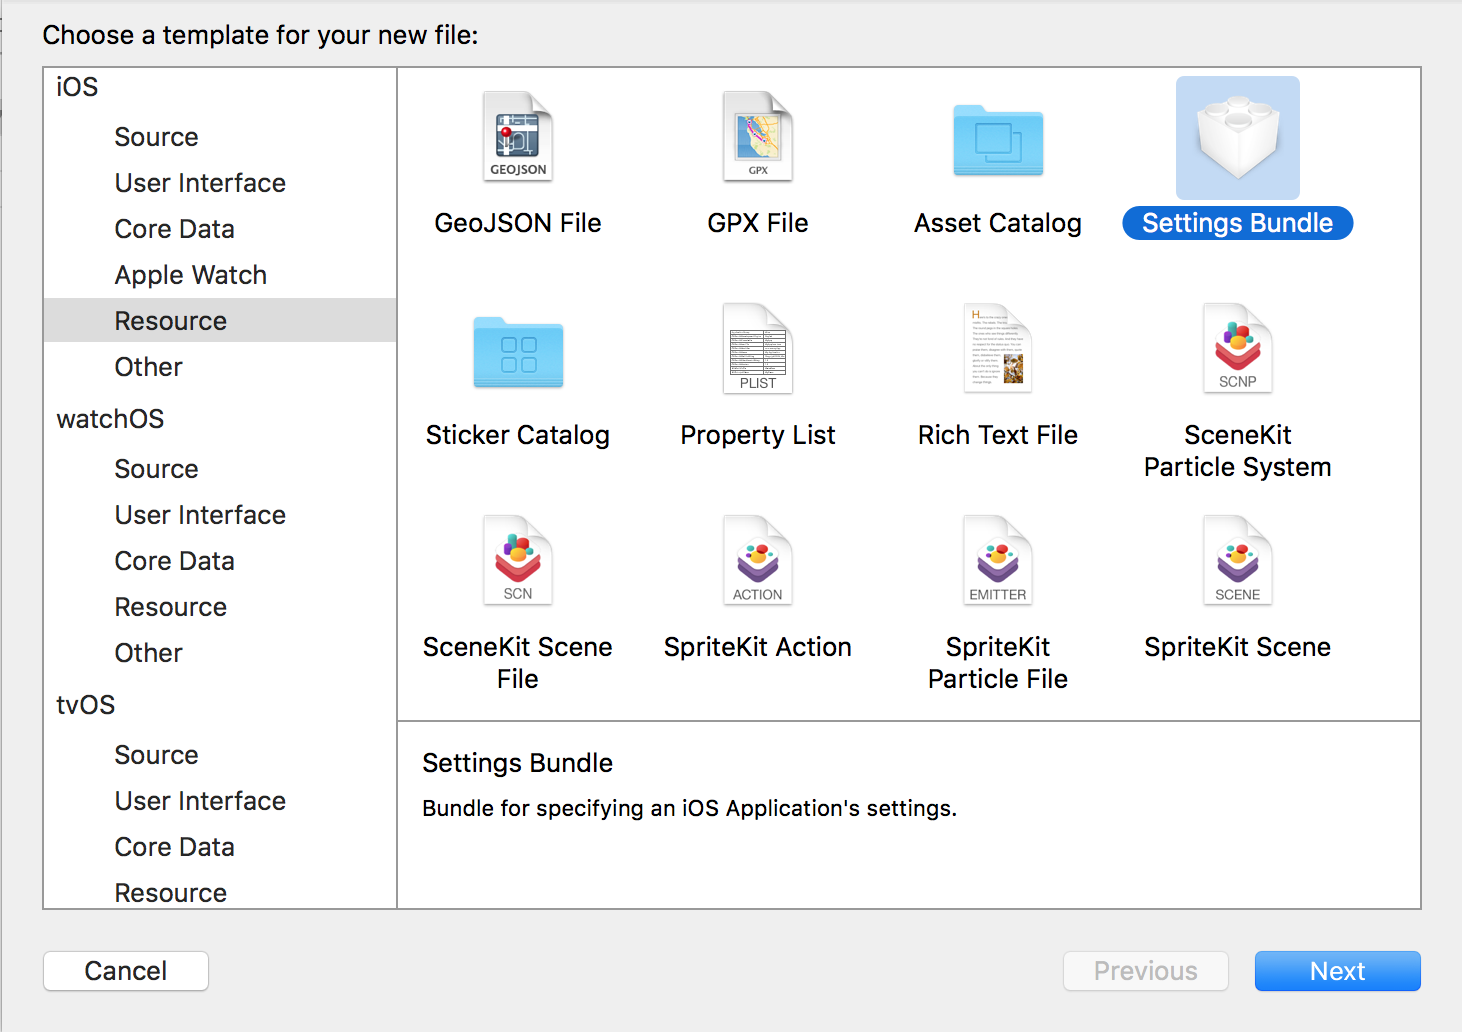 Choose a template for your new file:
iOS
Source
User Interface
Core Data
Apple Watch
Resource
Other
watchOS
Source
User Interface
Core Data
Resource
Other
tvOS
Source
User Interface
Core Data
Resource
GEOJSON
GPX
GeoJSON File
GPX File
Asset Catalog
Settings Bundle
PLIST
SCNP
Sticker Catalog
Property List
Rich Text File
SceneKit
Particle System
SCN
ACTION
EMITTER
SCENE
SceneKit Scene
File
SpriteKit Action
SpriteKit
Particle File
SpriteKit Scene
Settings Bundle
Bundle for specifying an iOS Application's settings.
Cancel
Previous
Next